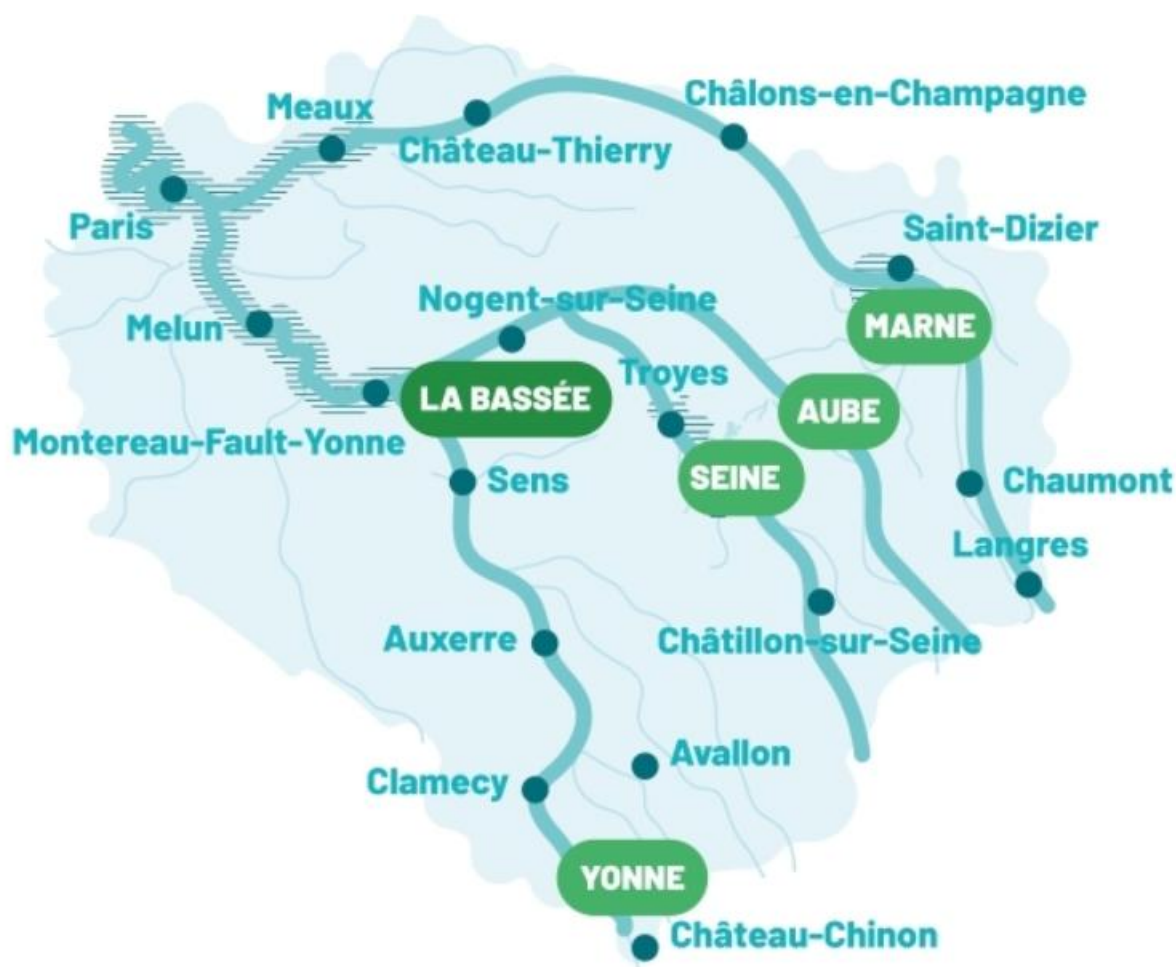 Châlons-en-Champagne
Meaux
Château-Thierry
Paris
Saint-Dizier
Nogent-sur-Seine
MARNE
Melun
Troyes
LA BASSÉE
AUBE
Montereau-Fault-Yonne
Sens
SEINE
Chaumont
Langres
Auxerre
Châtillon-sur-Seine
Avallon
Clamecy
YONNE
Château-Chinon